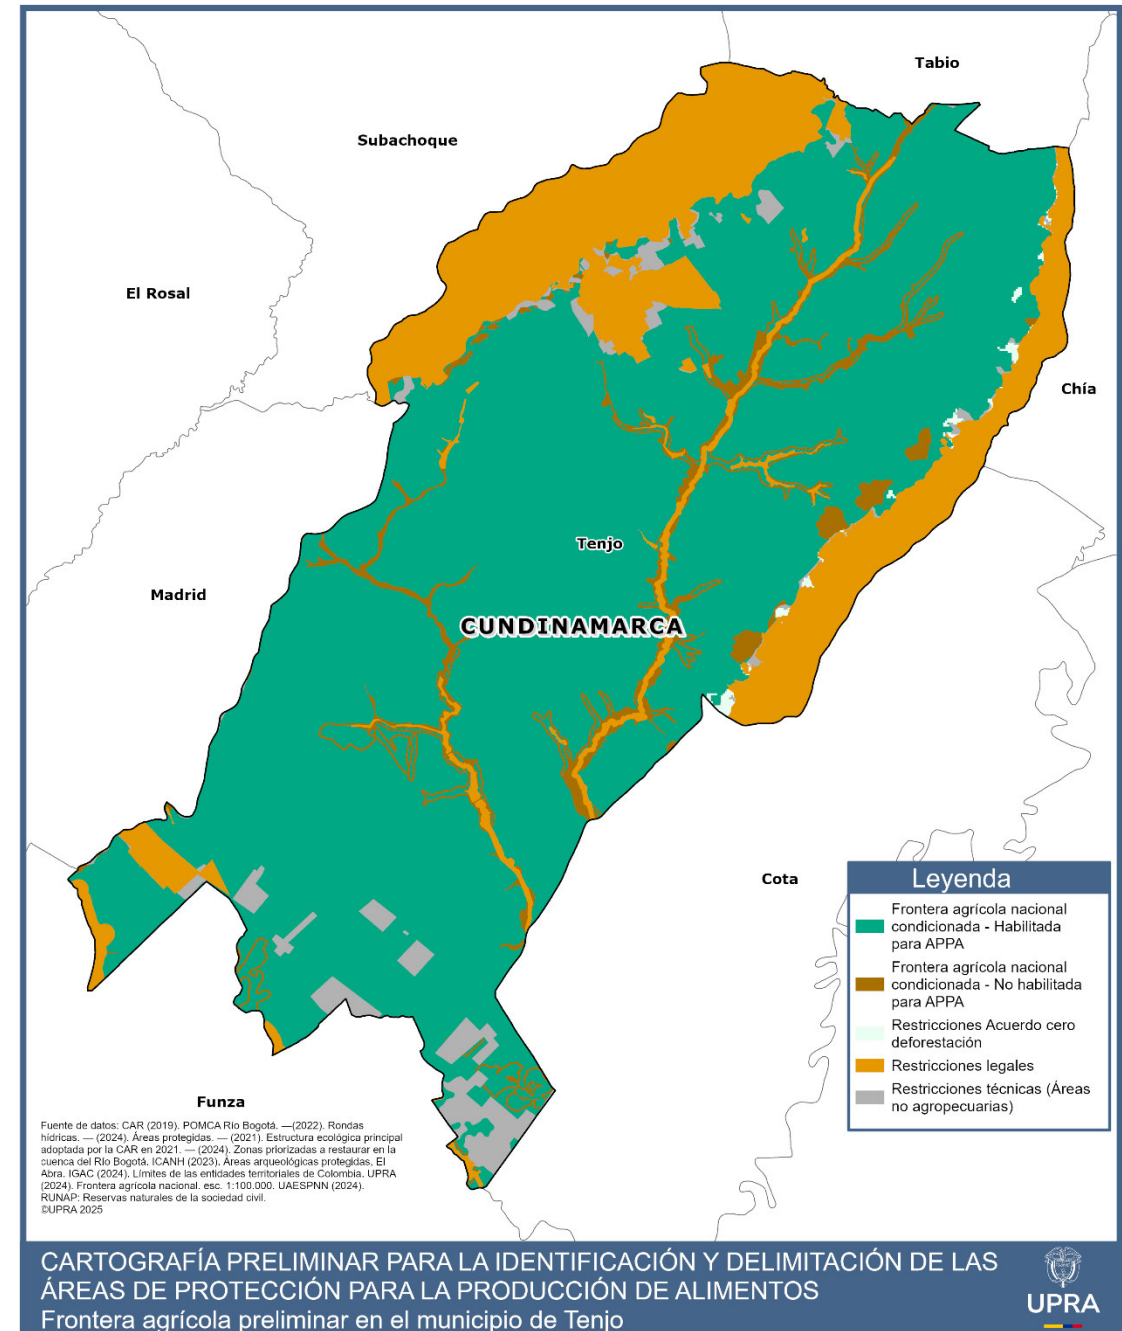 Tabio
Subachoque
El Rosal
Chía
Madrid
Tenjo
CUNDINAMARCA
Cota
Funza
Leyenda
Frontera agrícola nacional
condicionada - Habilitada
para APPA
Frontera agrícola nacional
condicionada - No habilitada
para APPA
Restricciones Acuerdo cero
deforestación
Restricciones legales
Restricciones técnicas (Áreas
no agropecuarias)
Fuente de datos: CAR (2019). POMCA Río Bogotá. —(2022). Rondas
hídricas. — (2024). Áreas protegidas. — (2021). Estructura ecológica principal
adoptada por la CAR en 2021. — (2024). Zonas priorizadas a restaurar en la
cuenca del Río Bogotá. ICANH (2023). Áreas arqueológicas protegidas, El
Abra. IGAC (2024). Límites de las entidades territoriales de Colombia. UPRA
(2024). Frontera agrícola nacional. esc. 1:100.000. UAESPNN (2024).
RUNAP: Reservas naturales de la sociedad civil.
©UPRA 2025
CARTOGRAFÍA PRELIMINAR PARA LA IDENTIFICACIÓN Y DELIMITACIÓN DE LAS
ÁREAS DE PROTECCIÓN PARA LA PRODUCCIÓN DE ALIMENTOS
Frontera agrícola preliminar en el municipio de Tenjo
UPRA